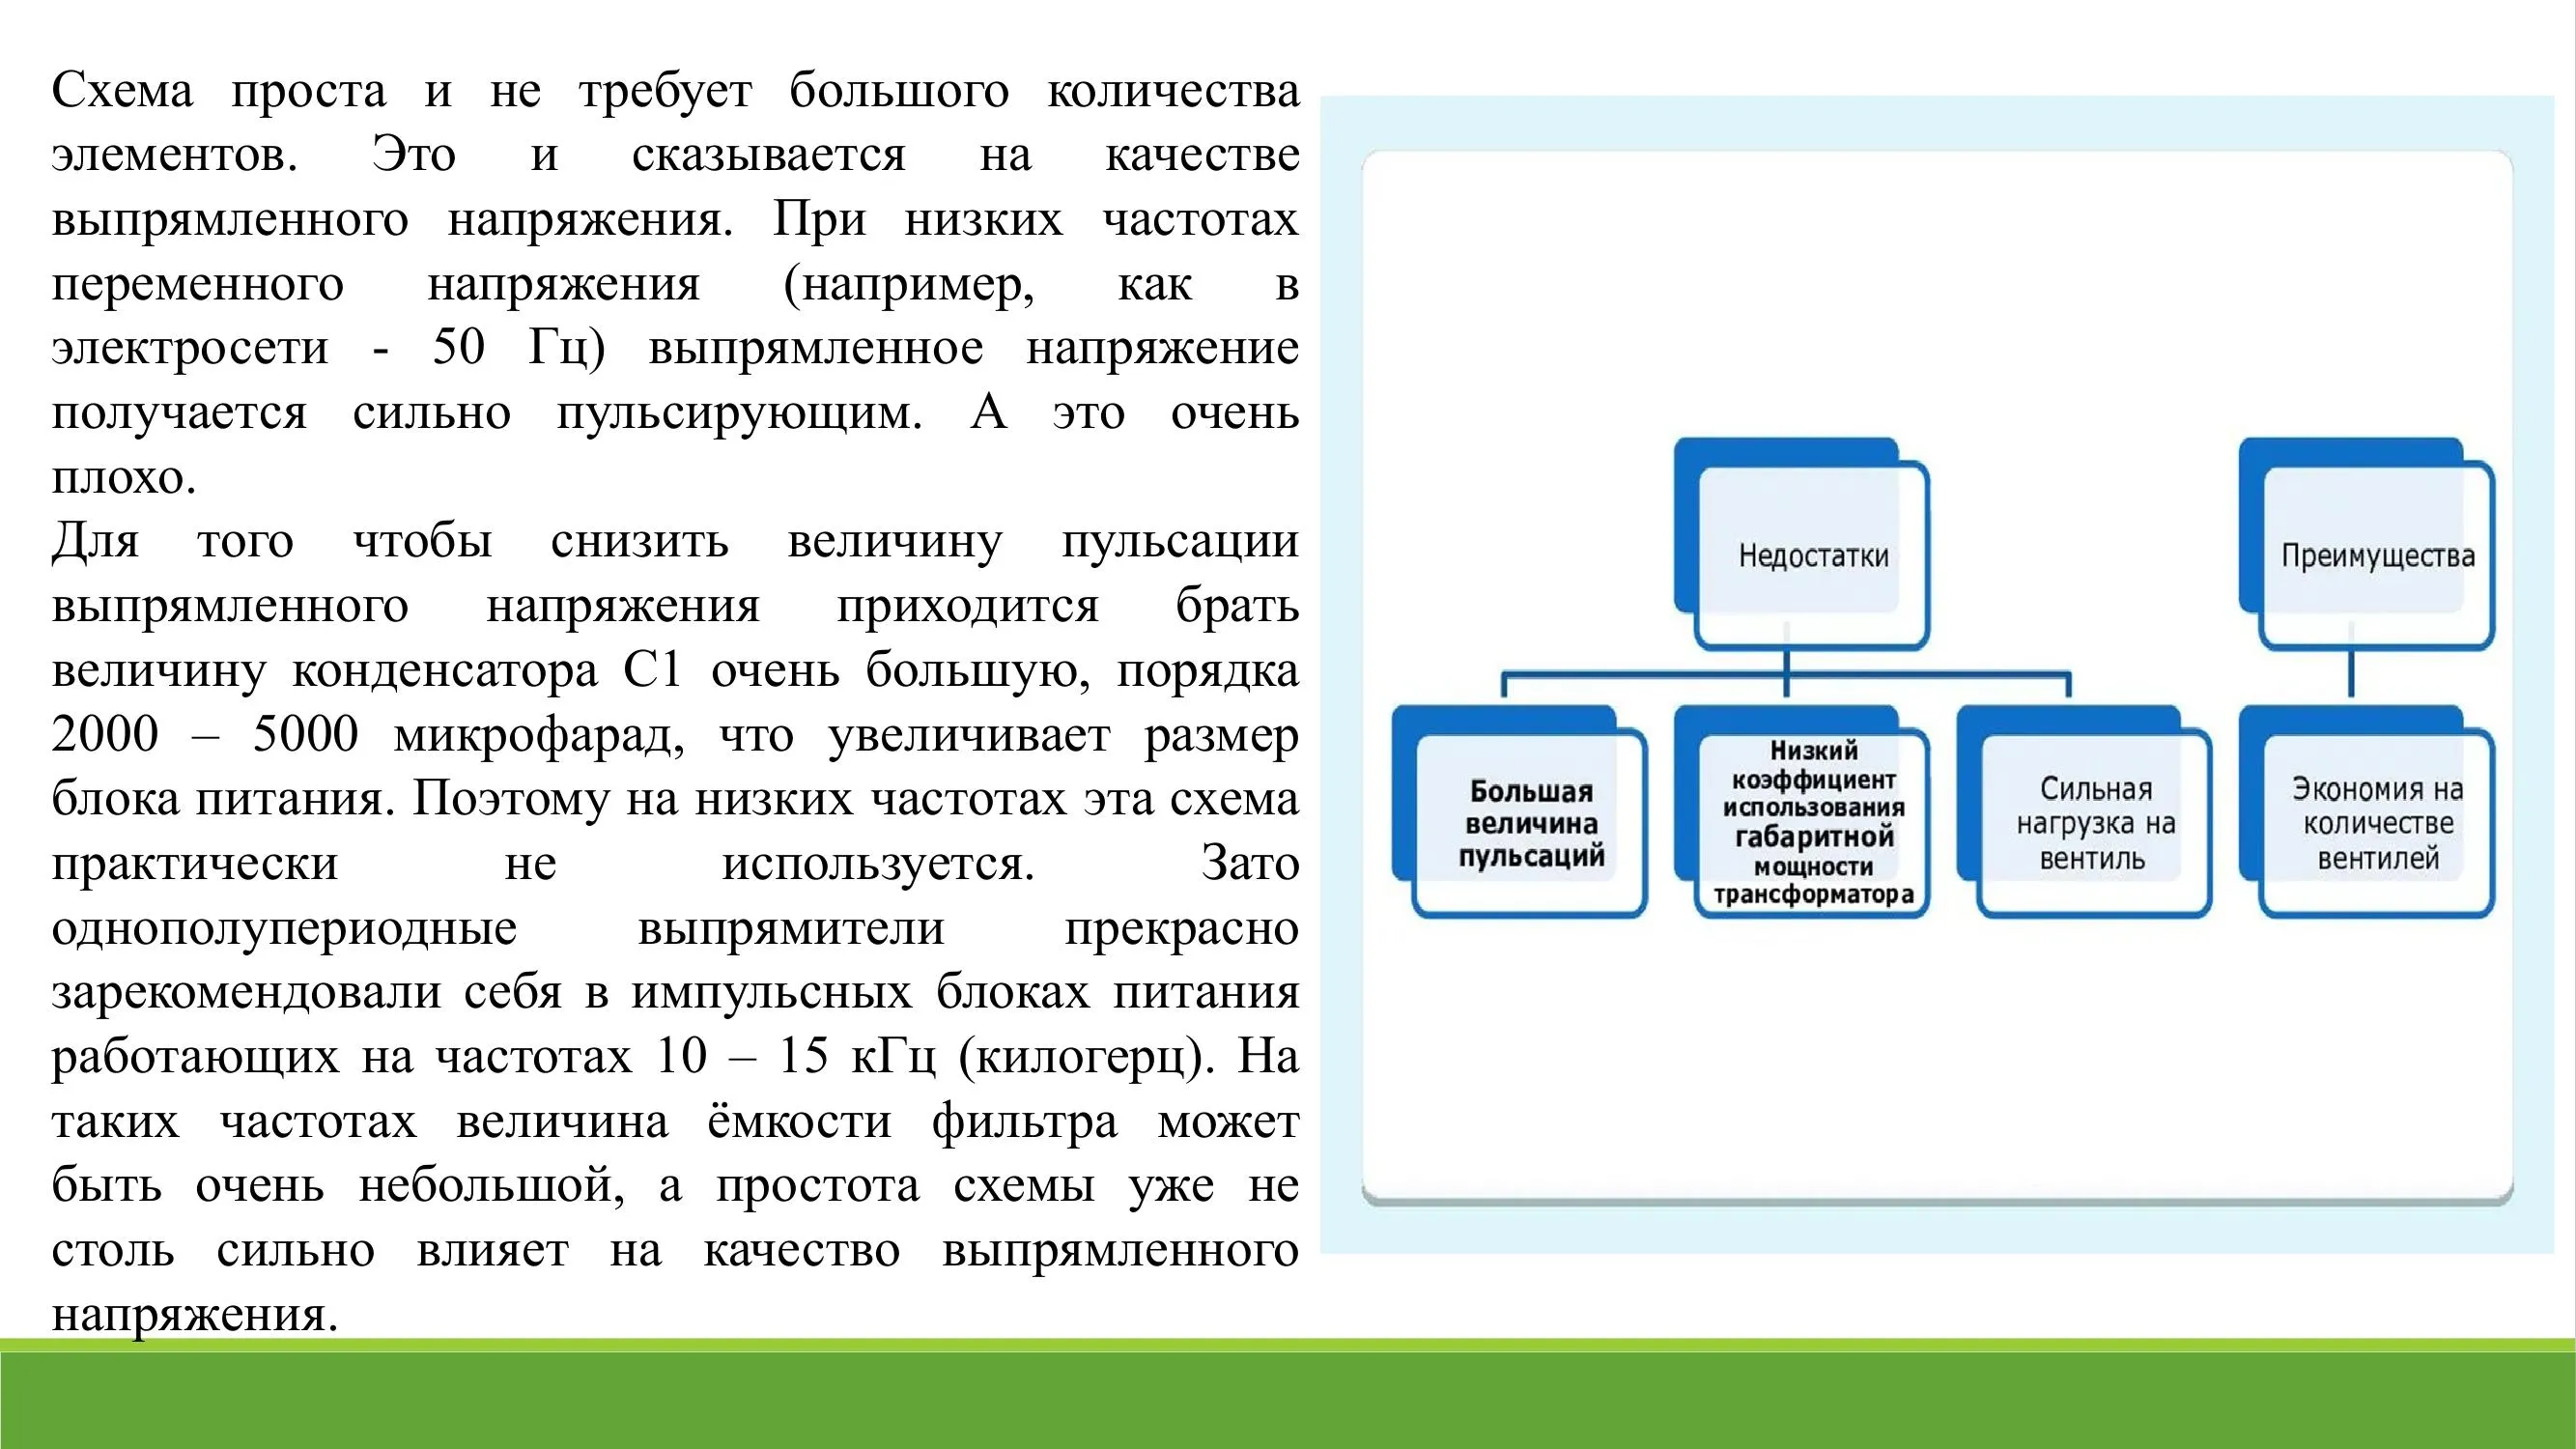 Схема проста и не требует большого количества
элементов. Это и сказывается на качестве
выпрямленного напряжения. При низких частотах
переменного напряжения (например, как в
электросети - 50 Гц) выпрямленное напряжение
получается сильно пульсирующим. А это очень
плохо.
Для того чтобы снизить величину пульсации
выпрямленного напряжения приходится брать
величину конденсатора С1 очень большую, порядка
2000 – 5000 микрофарад, что увеличивает размер
блока питания. Поэтому на низких частотах эта схема
практически не используется. Зато
однополупериодные выпрямители прекрасно
зарекомендовали себя в импульсных блоках питания
работающих на частотах 10 – 15 кГц (килогерц). На
таких частотах величина ёмкости фильтра может
быть очень небольшой, а простота схемы уже не
столь сильно влияет на качество выпрямленного
напряжения.
Недостатки
Большая
величина
пульсаций
Низкий
коэффициент
использования
габаритной
мощности
трансформатора
Сильная
нагрузка на
вентиль
Преимущества
Экономия на
количестве
вентилей